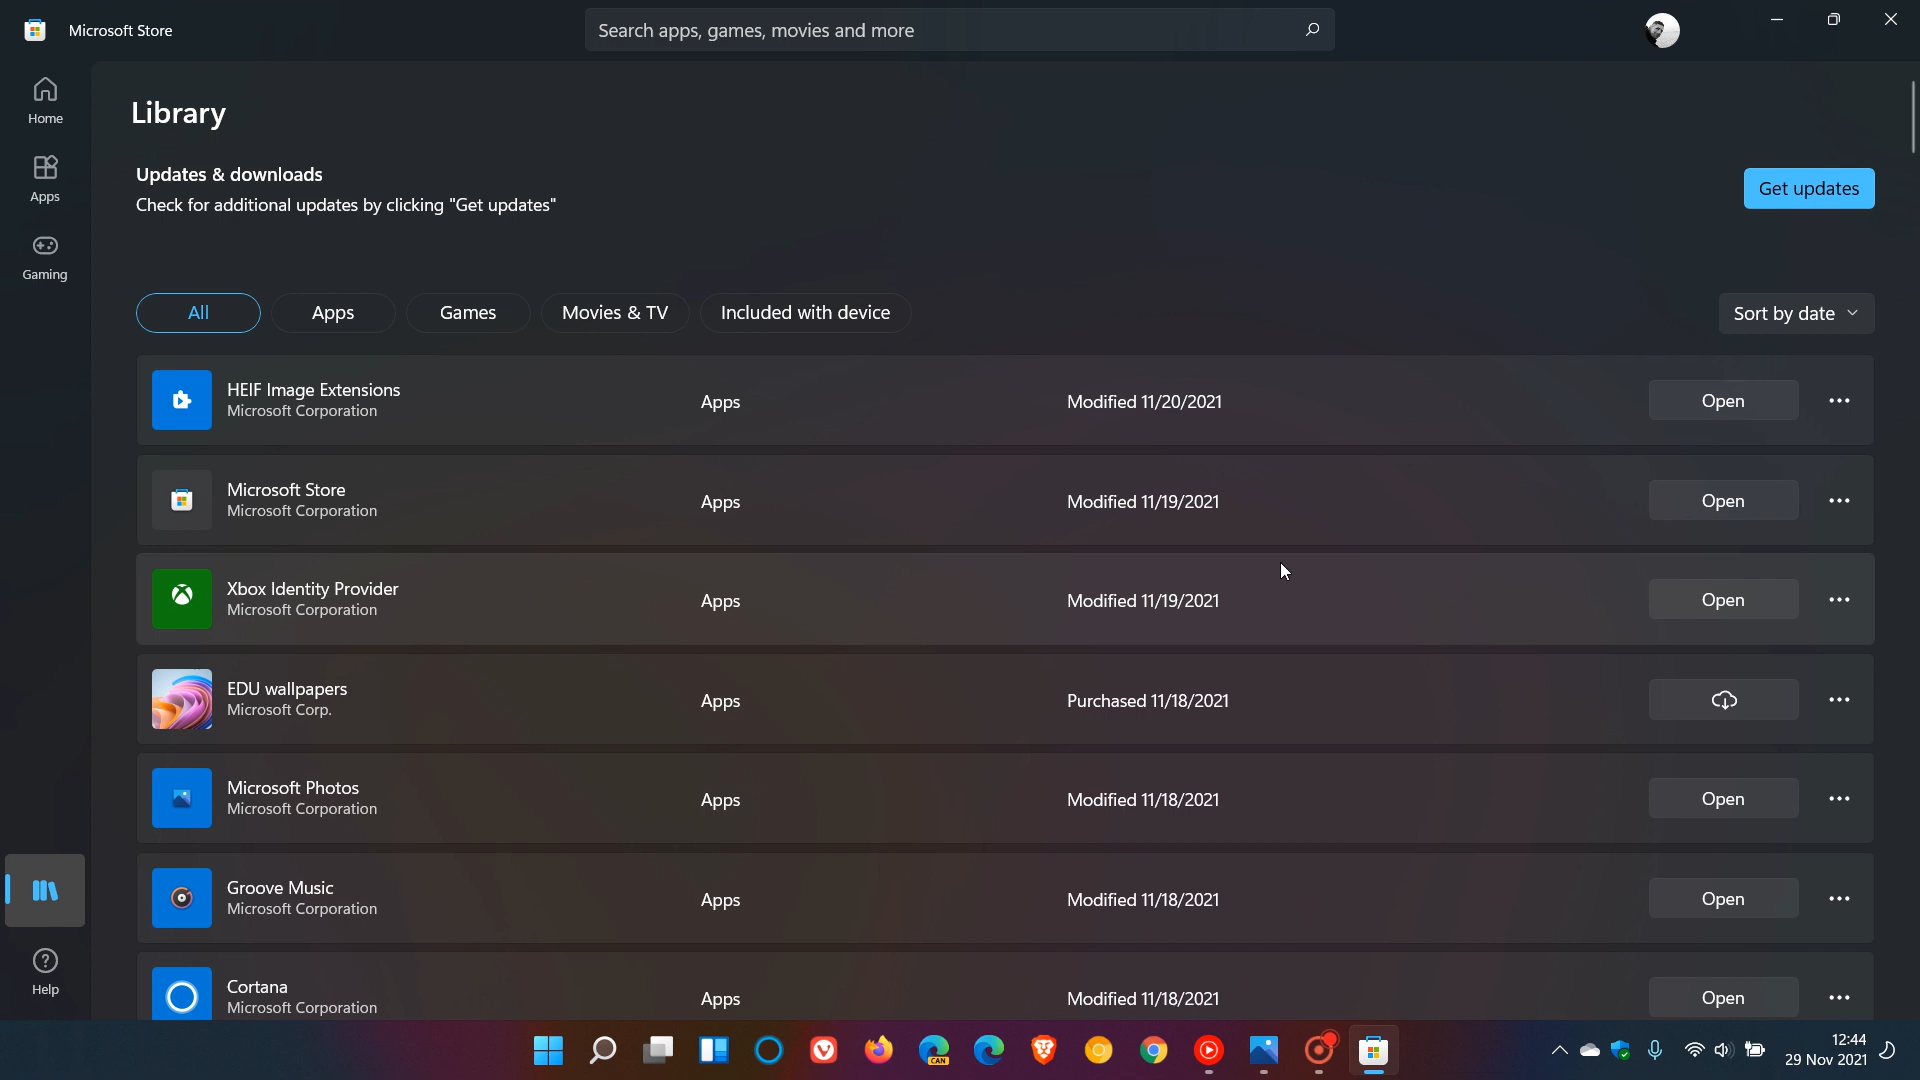 Microsoft Store
Search apps, games, movies and more
Home
Apps
Gaming
Library
Updates & downloads
Check for additional updates by clicking "Get updates"
Get updates
All
Apps
Games
Movies & TV
Included with device
Sort by date
HEIF Image Extensions
Microsoft Corporation
Apps
Modified 11/20/2021
Open
Microsoft Store
Microsoft Corporation
Apps
Modified 11/19/2021
Open
Xbox Identity Provider
Microsoft Corporation
Apps
Modified 11/19/2021
Open
EDU wallpapers
Microsoft Corp.
Apps
Purchased 11/18/2021
Microsoft Photos
Microsoft Corporation
Apps
Modified 11/18/2021
Open
Groove Music
Microsoft Corporation
Apps
Modified 11/18/2021
Open
Cortana
Microsoft Corporation
Apps
Modified 11/18/2021
Open
Help
CAN
12:44
29 Nov 2021